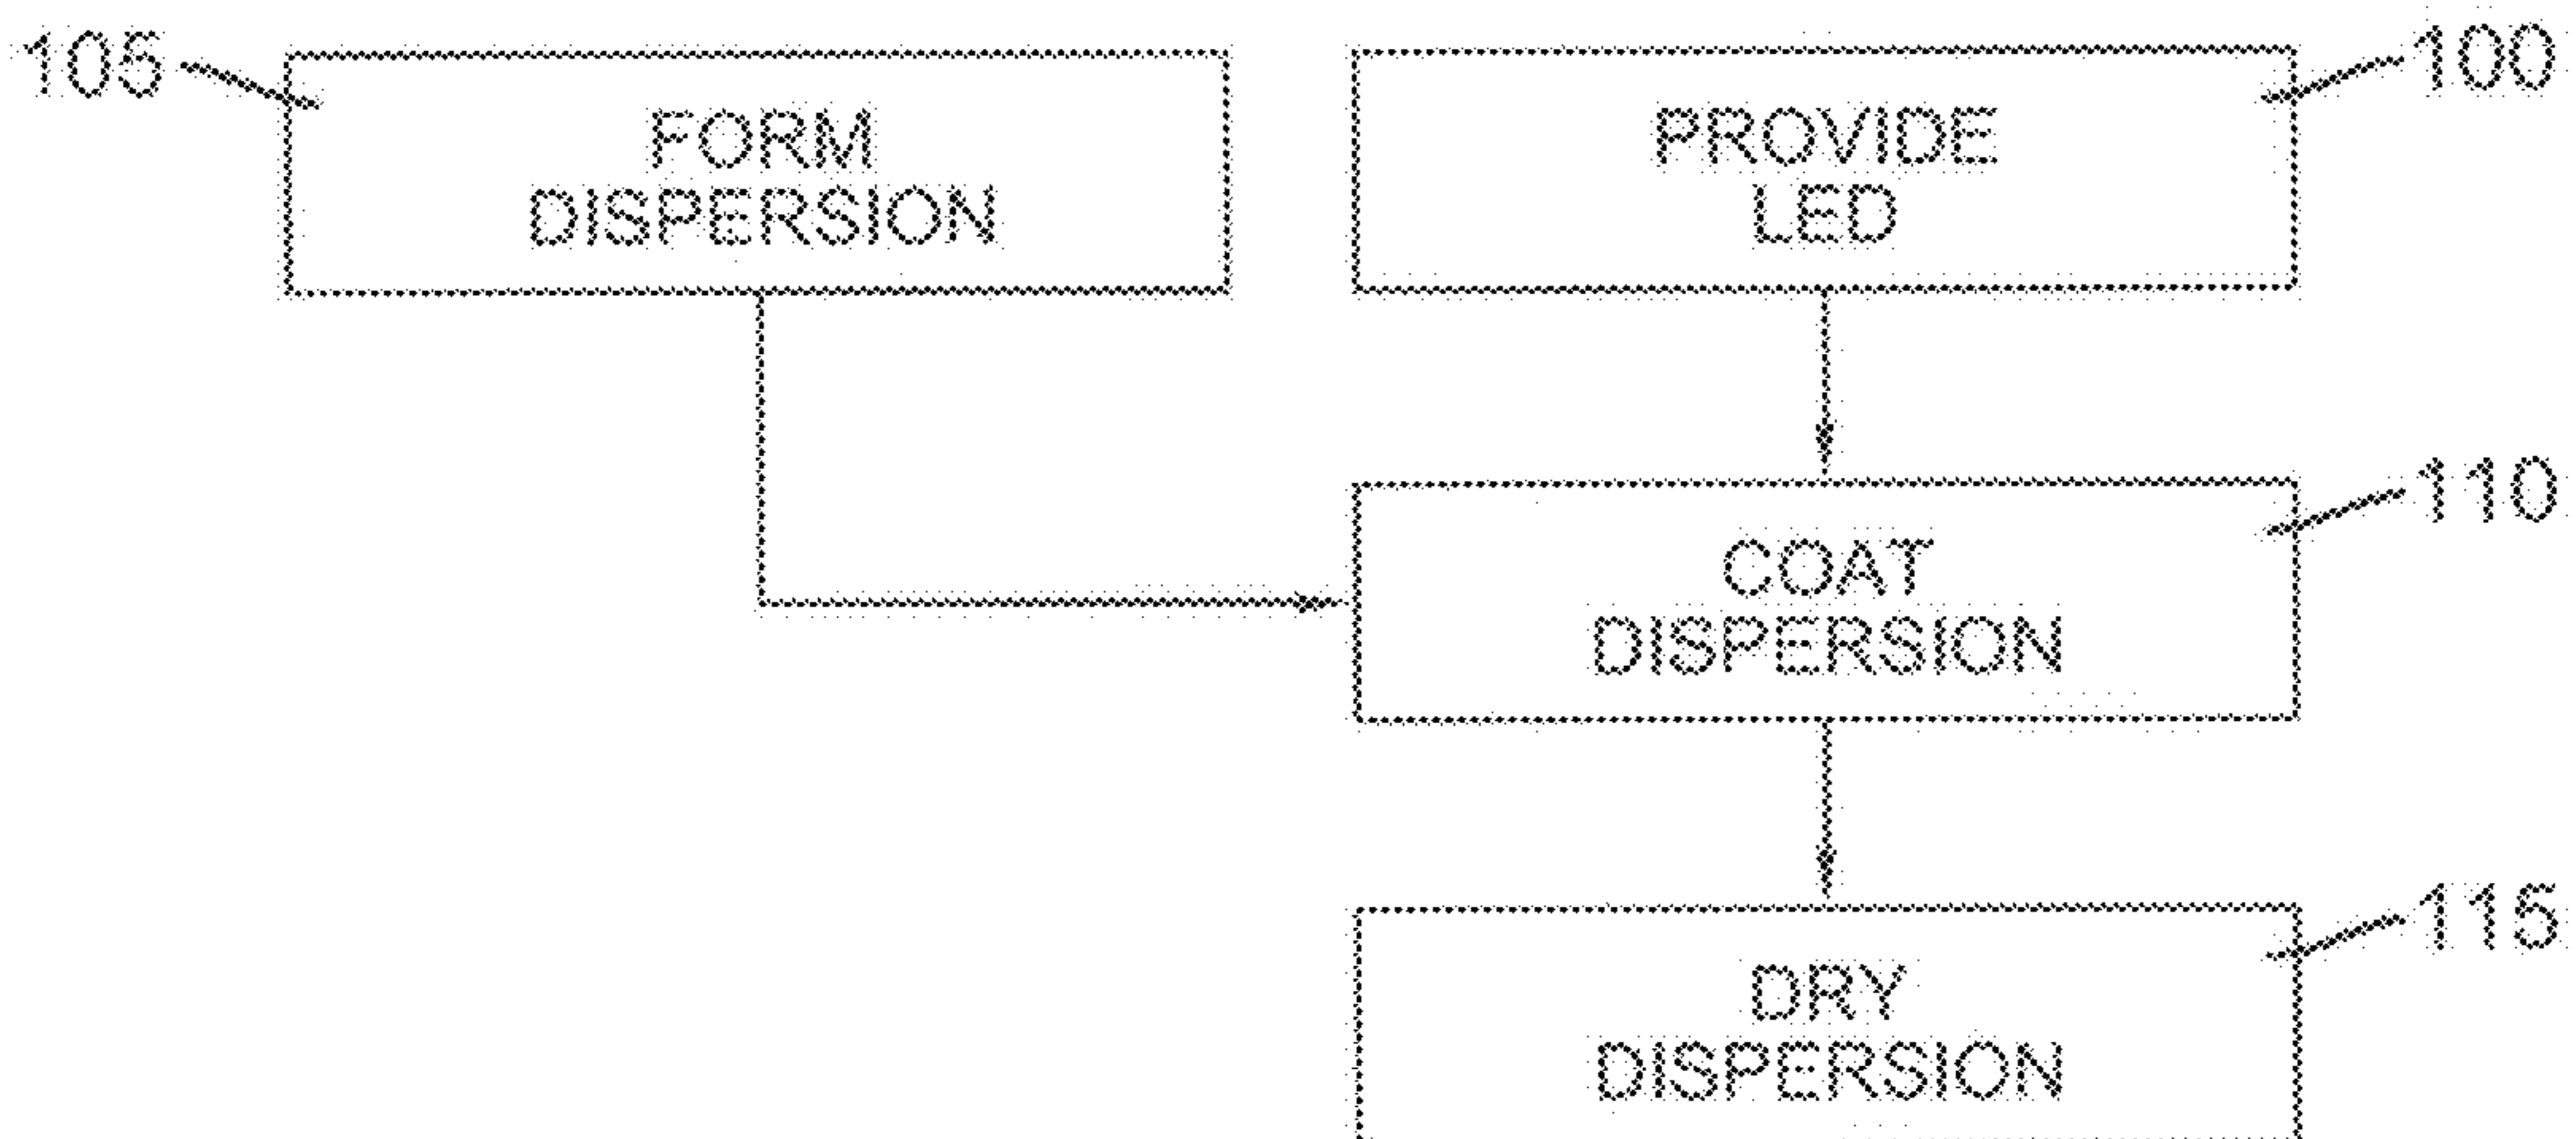 105
FORM
DISPERSION
PROVIDE
LED
100
COAT
DISPERSION
110
DRY
DISPERSION
115